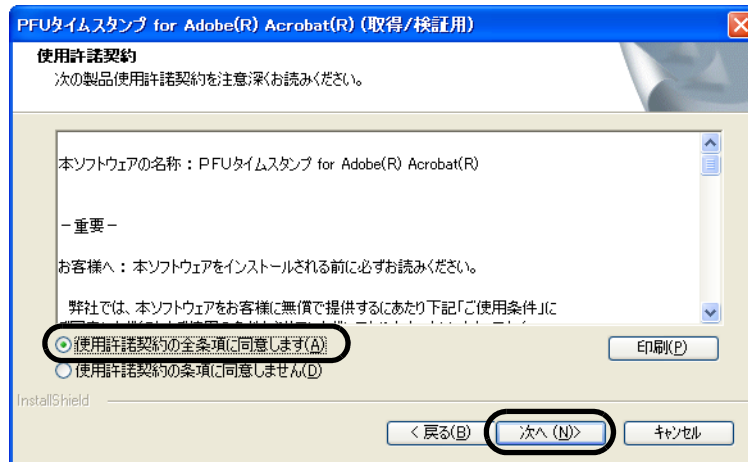 PFUタイムスタンプ for Adobe(R) Acrobat(R) (取得/検証用)
使用許諾契約
次の製品使用許諾契約を注意深くお読みください。
本ソフトウェアの名称：ＰＦＵタイムスタンプ for Adobe(R) Acrobat(R)
－重要－
お客様へ：本ソフトウェアをインストールされる前に必ずお読みください。
弊社では、本ソフトウェアをお客様に無償で提供するにあたり下記「ご使用条件」に
使用許諾契約の全条項に同意します(A)
印刷(P)
使用許諾契約の条項に同意しません(D)
InstallShield
< 戻る(B)
次へ (N)>
キャンセル